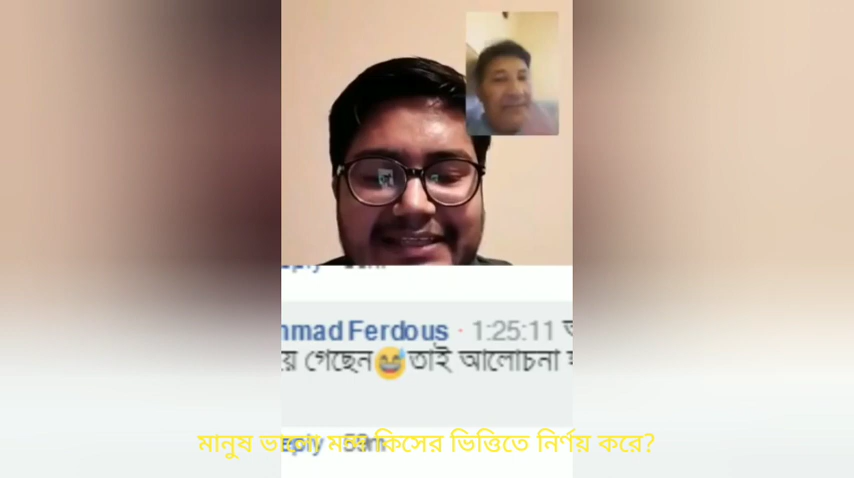 mmad Ferdous · 1:25:11
য়ে গেছেন😅তাই আলোচনা
মানুষ ভালো মন্দ কিসের ভিত্তিতে নির্ণয় করে?